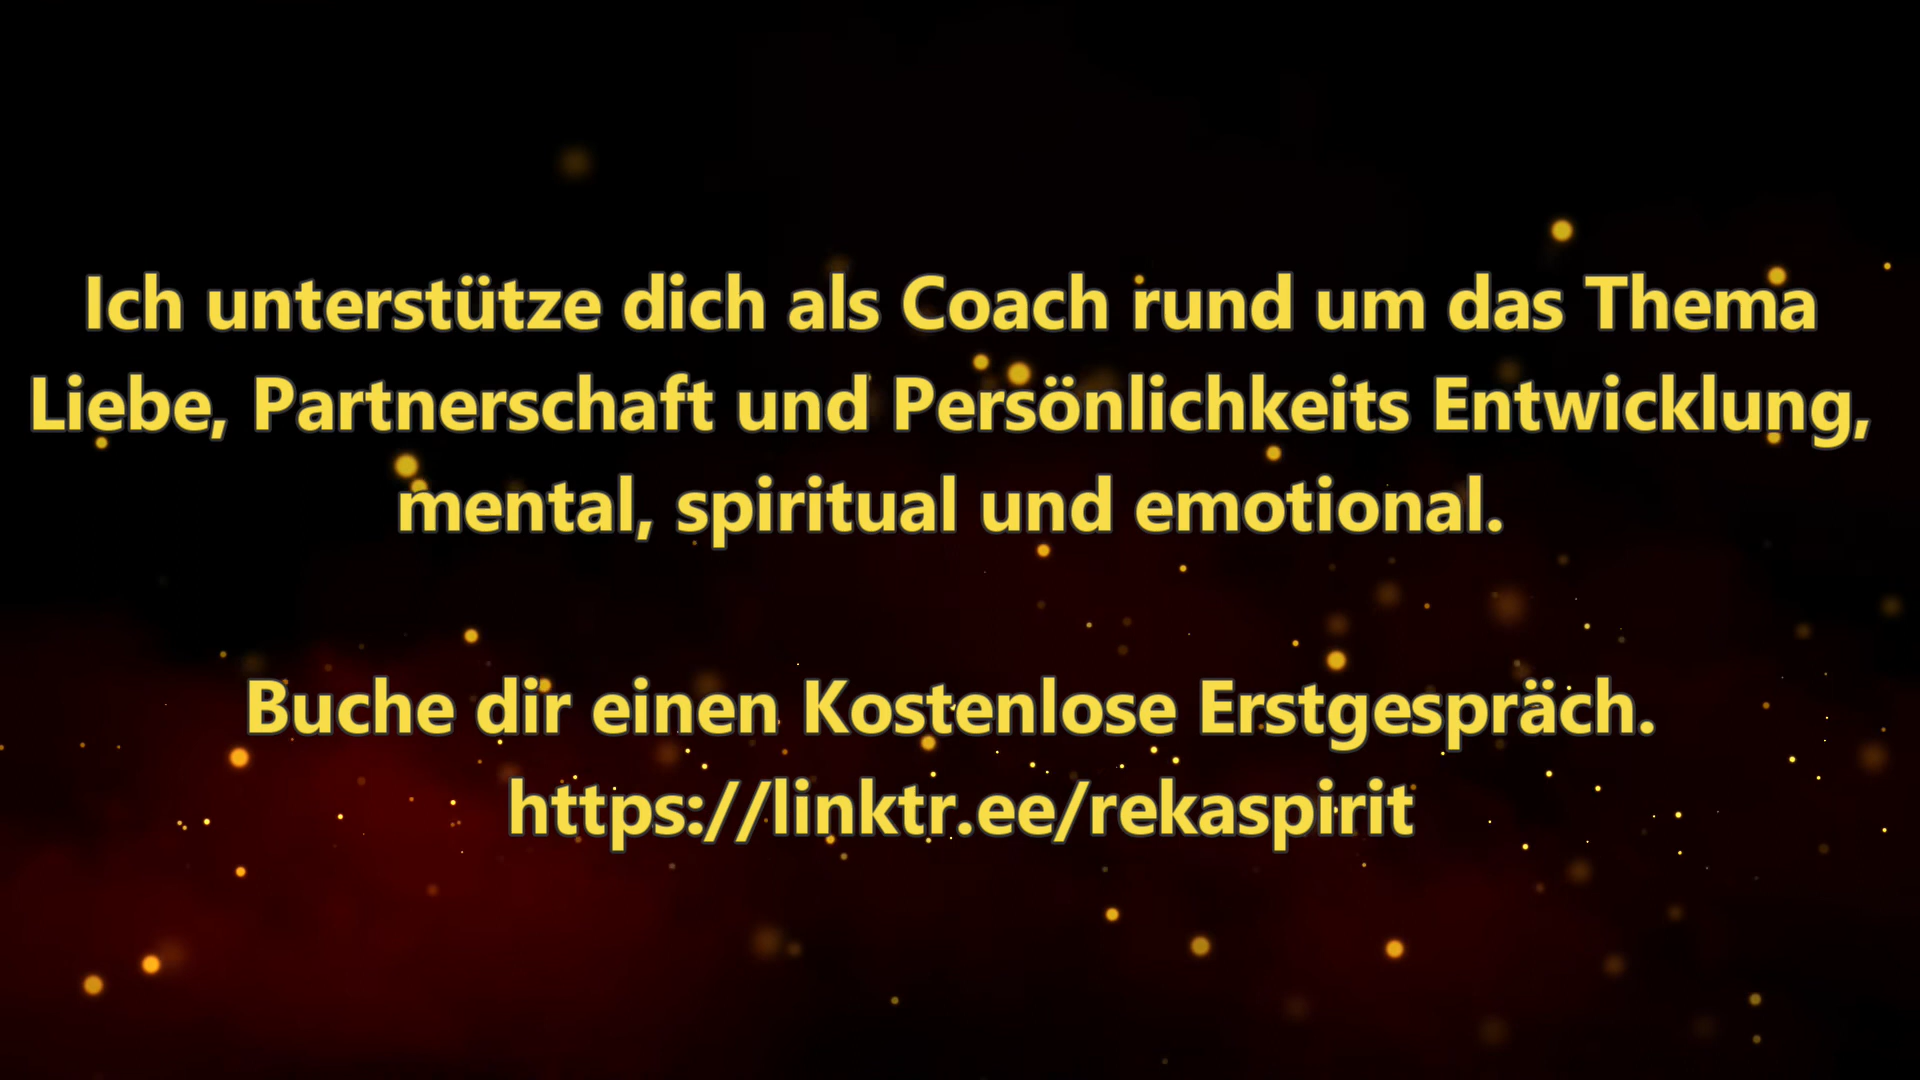 Ich unterstütze dich als Coach rund um das Thema
Liebe, Partnerschaft und Persönlichkeits Entwicklung,
mental, spiritual und emotional.
Buche dir einen Kostenlose Erstgespräch.
https://linktr.ee/rekaspirit